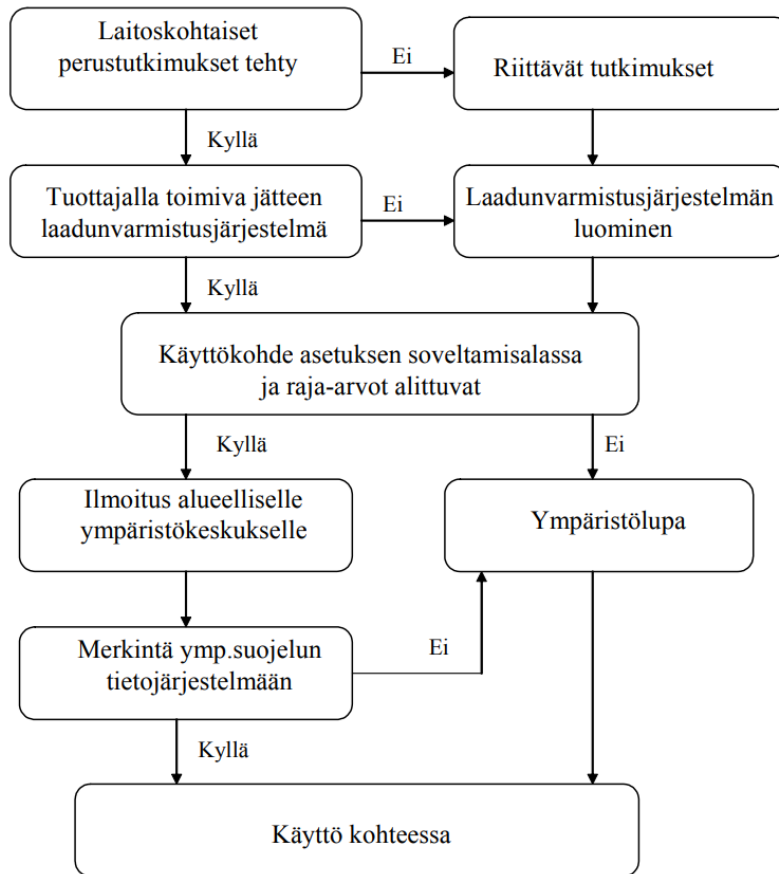 Laitoskohtaiset
perustutkimukset tehty
Ei
Riittävät tutkimukset
Kyllä
Tuottajalla toimiva jätteen
laadunvarmistusjärjestelmä
Ei
Laadunvarmistusjärjestelmän
luominen
Kyllä
Käyttökohde asetuksen soveltamisalassa
ja raja-arvot alittuvat
Kyllä
Ei
Ilmoitus alueelliselle
ympäristökeskukselle
Ympäristölupa
Merkintä ymp.suojelun
tietojärjestelmään
Ei
Kyllä
Käyttö kohteessa